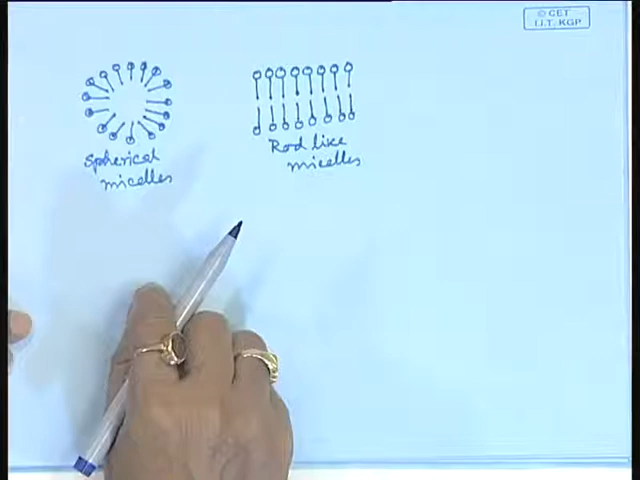 © CET
I.I.T. KGP
Spherical
micelles
Rod like
micelles